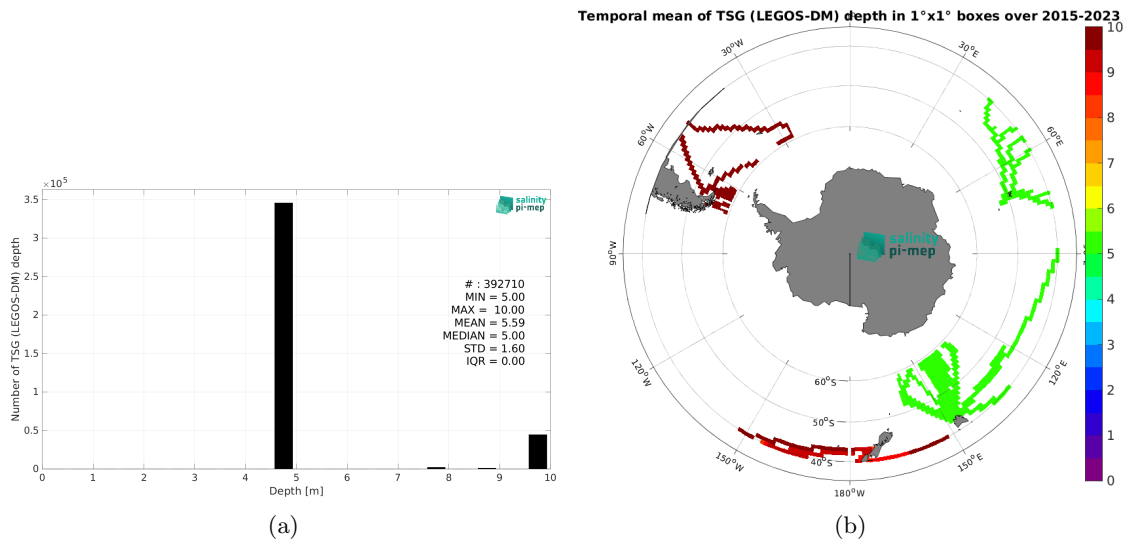 Temporal mean of TSG (LEGOS-DM) depth in 1°x1° boxes over 2015-2023
×10⁵
3.5
3
2.5
2
1.5
1
0.5
0
Number of TSG (LEGOS-DM) depth
salinity
pi-mep
# : 392710
MIN = 5.00
MAX = 10.00
MEAN = 5.59
MEDIAN = 5.00
STD = 1.60
IQR = 0.00
0 1 2 3 4 5 6 7 8 9 10
Depth [m]
(a)
30°W
30°E
60°W
60°E
90°W
salinity
pi-mep
120°W
120°E
150°W
150°E
180°W
60°S
50°S
40°S
10
9
8
7
6
5
4
3
2
1
0
(b)